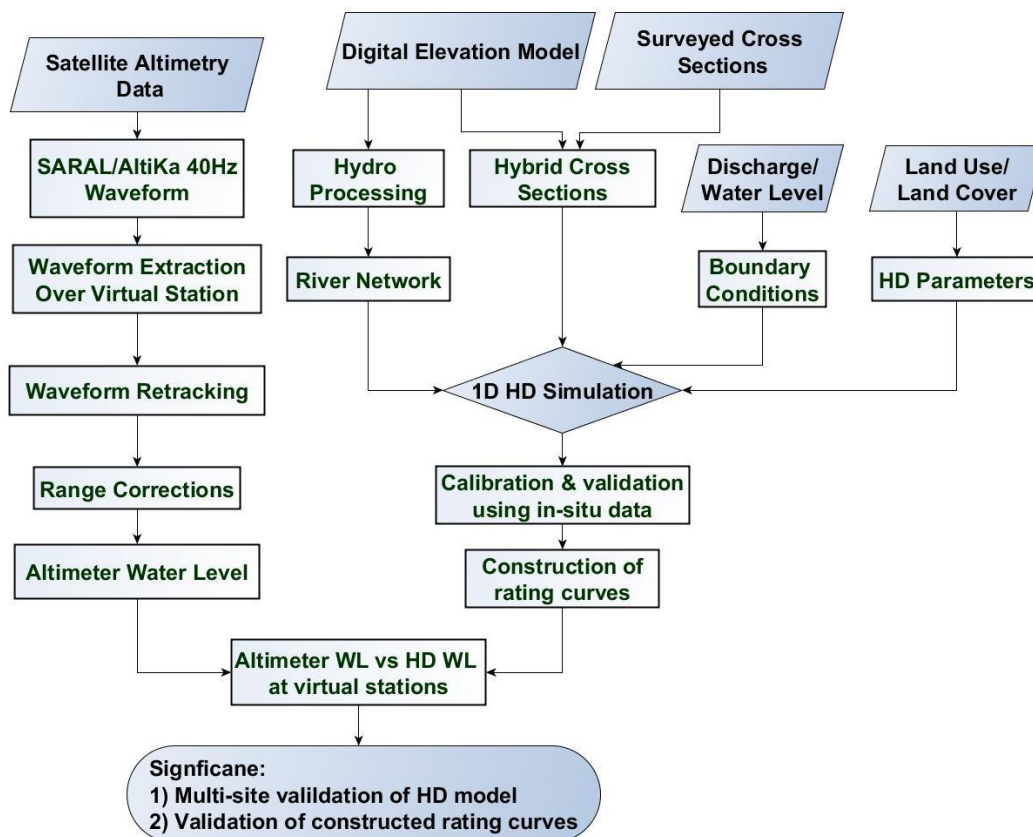 Satellite Altimetry
Data
Digital Elevation Model
Surveyed Cross
Sections
SARAL/AltiKa 40Hz
Waveform
Hydro
Processing
Hybrid Cross
Sections
Discharge/
Water Level
Land Use/
Land Cover
Waveform Extraction
Over Virtual Station
River Network
Boundary
Conditions
HD Parameters
Waveform Retracking
1D HD Simulation
Range Corrections
Calibration & validation
using in-situ data
Altimeter Water Level
Construction of
rating curves
Altimeter WL vs HD WL
at virtual stations
Signficane:
1) Multi-site valildation of HD model
2) Validation of constructed rating curves